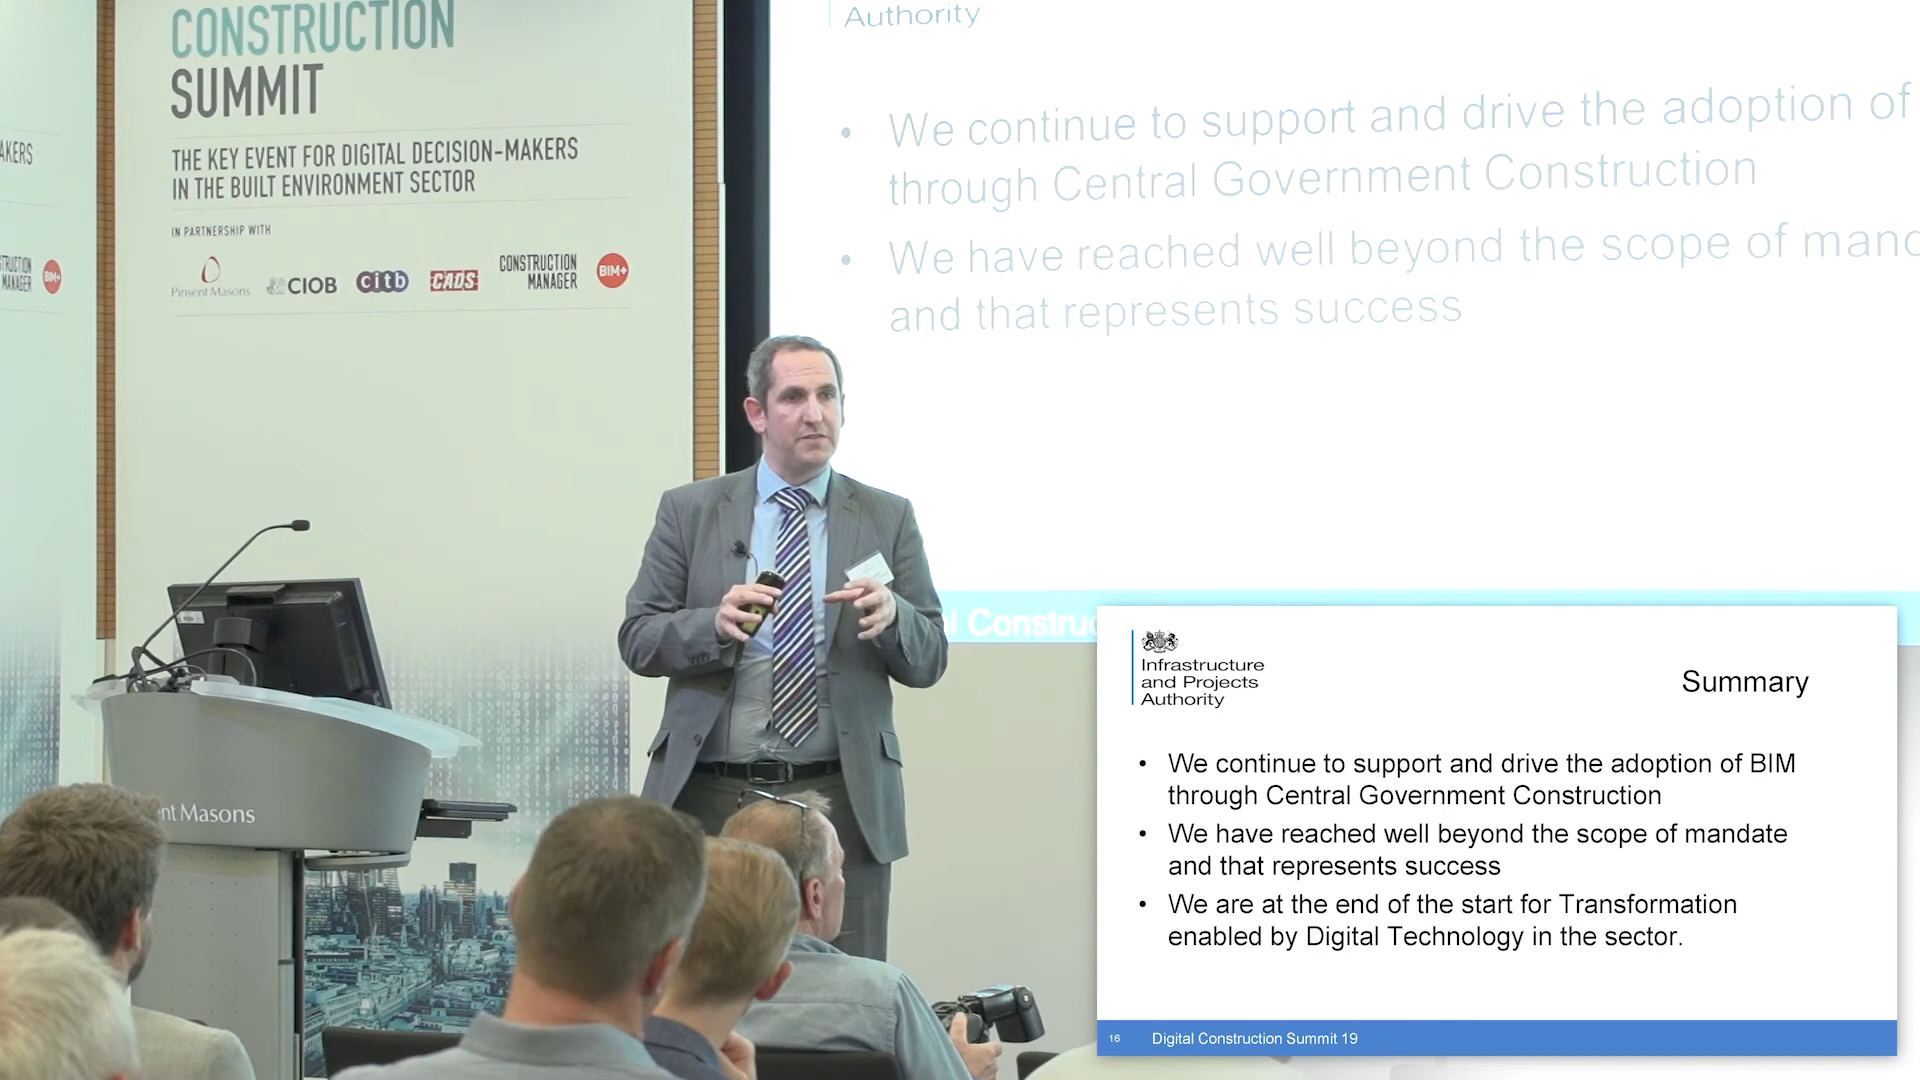 CONSTRUCTION
SUMMIT
THE KEY EVENT FOR DIGITAL DECISION-MAKERS
IN THE BUILT ENVIRONMENT SECTOR
IN PARTNERSHIP WITH
Pinsent Masons
CIOB
citb
CADS
CONSTRUCTION
MANAGER
BIM+
AKERS
TRUCTION
MANAGER
BIM+
Authority
• We continue to support and drive the adoption of
through Central Government Construction
• We have reached well beyond the scope of
and that represents success
nt Masons
Infrastructure
and Projects
Authority
Summary
• We continue to support and drive the adoption of BIM
through Central Government Construction
• We have reached well beyond the scope of mandate
and that represents success
• We are at the end of the start for Transformation
enabled by Digital Technology in the sector.
16 Digital Construction Summit 19